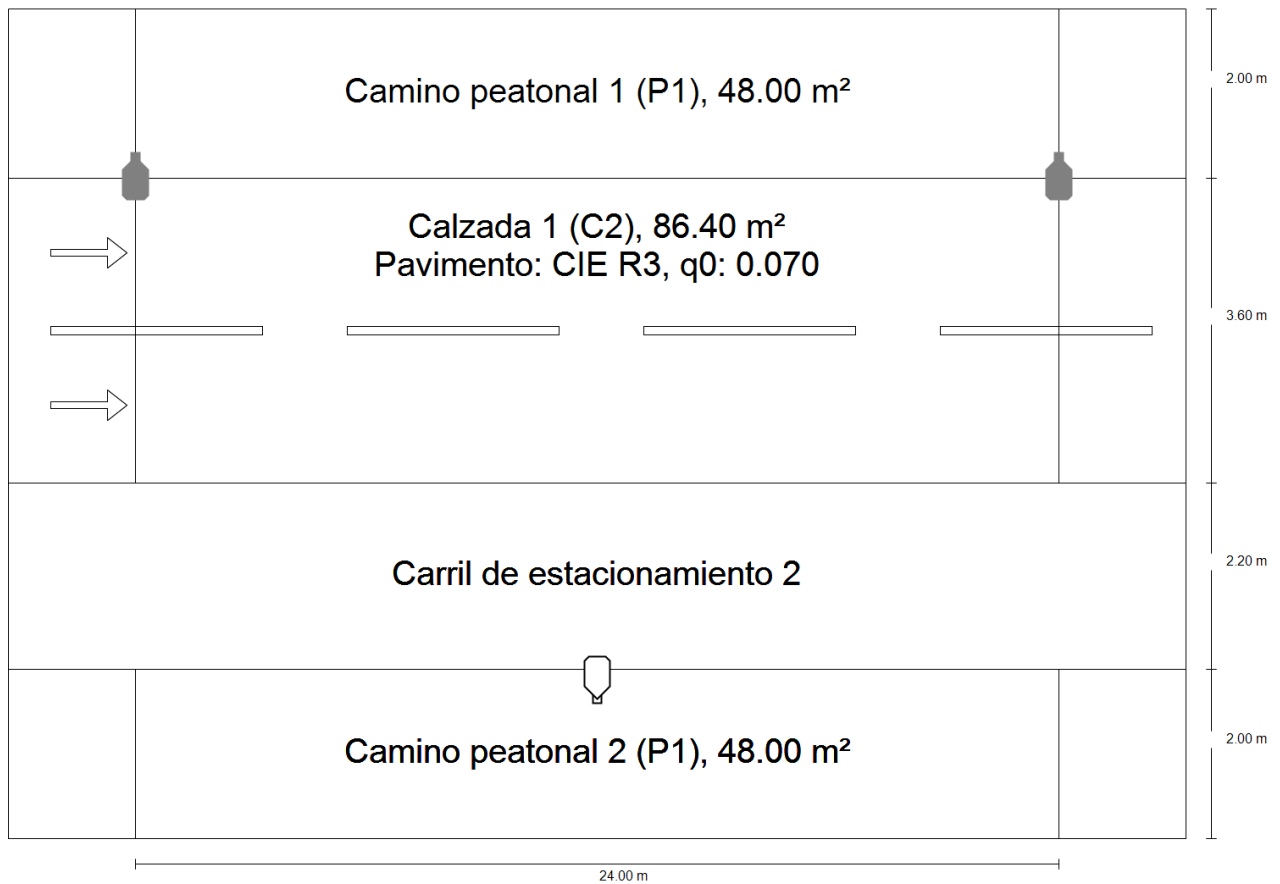 Camino peatonal 1 (P1), 48.00 m²
2.00 m
Calzada 1 (C2), 86.40 m²
Pavimento: CIE R3, q0: 0.070
3.60 m
Carril de estacionamiento 2
2.20 m
Camino peatonal 2 (P1), 48.00 m²
2.00 m
24.00 m